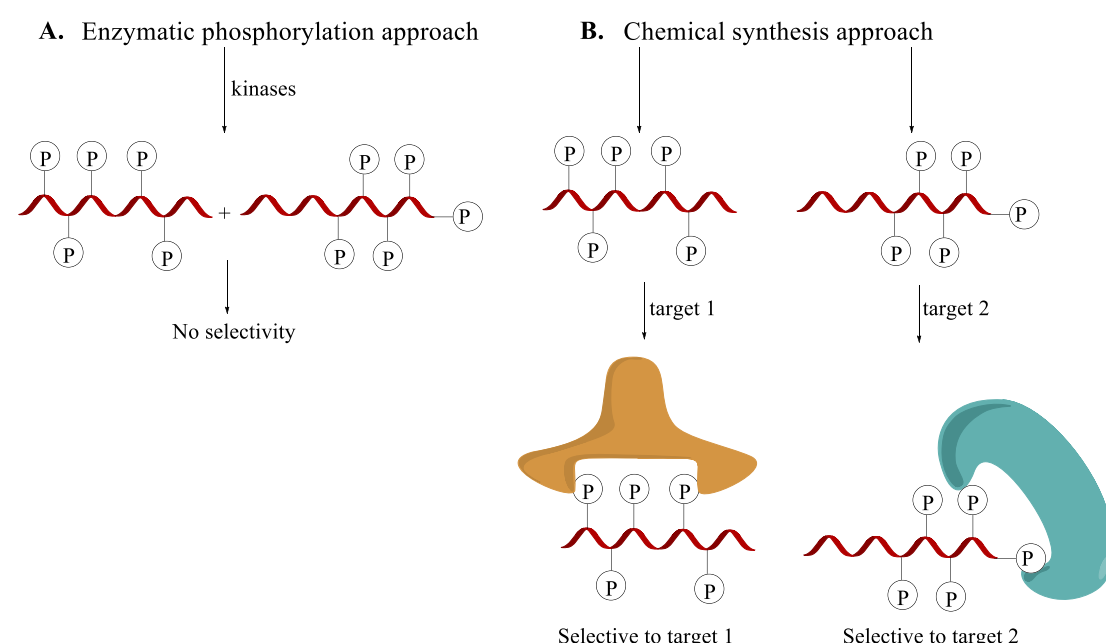 A. Enzymatic phosphorylation approach
kinases
P P P
P P
+
P P
P
P P
No selectivity
B. Chemical synthesis approach
P P P
P P
P P
P
P P
target 1
target 2
P P P
P P
P P
P
P P
Selective to target 1
Selective to target 2